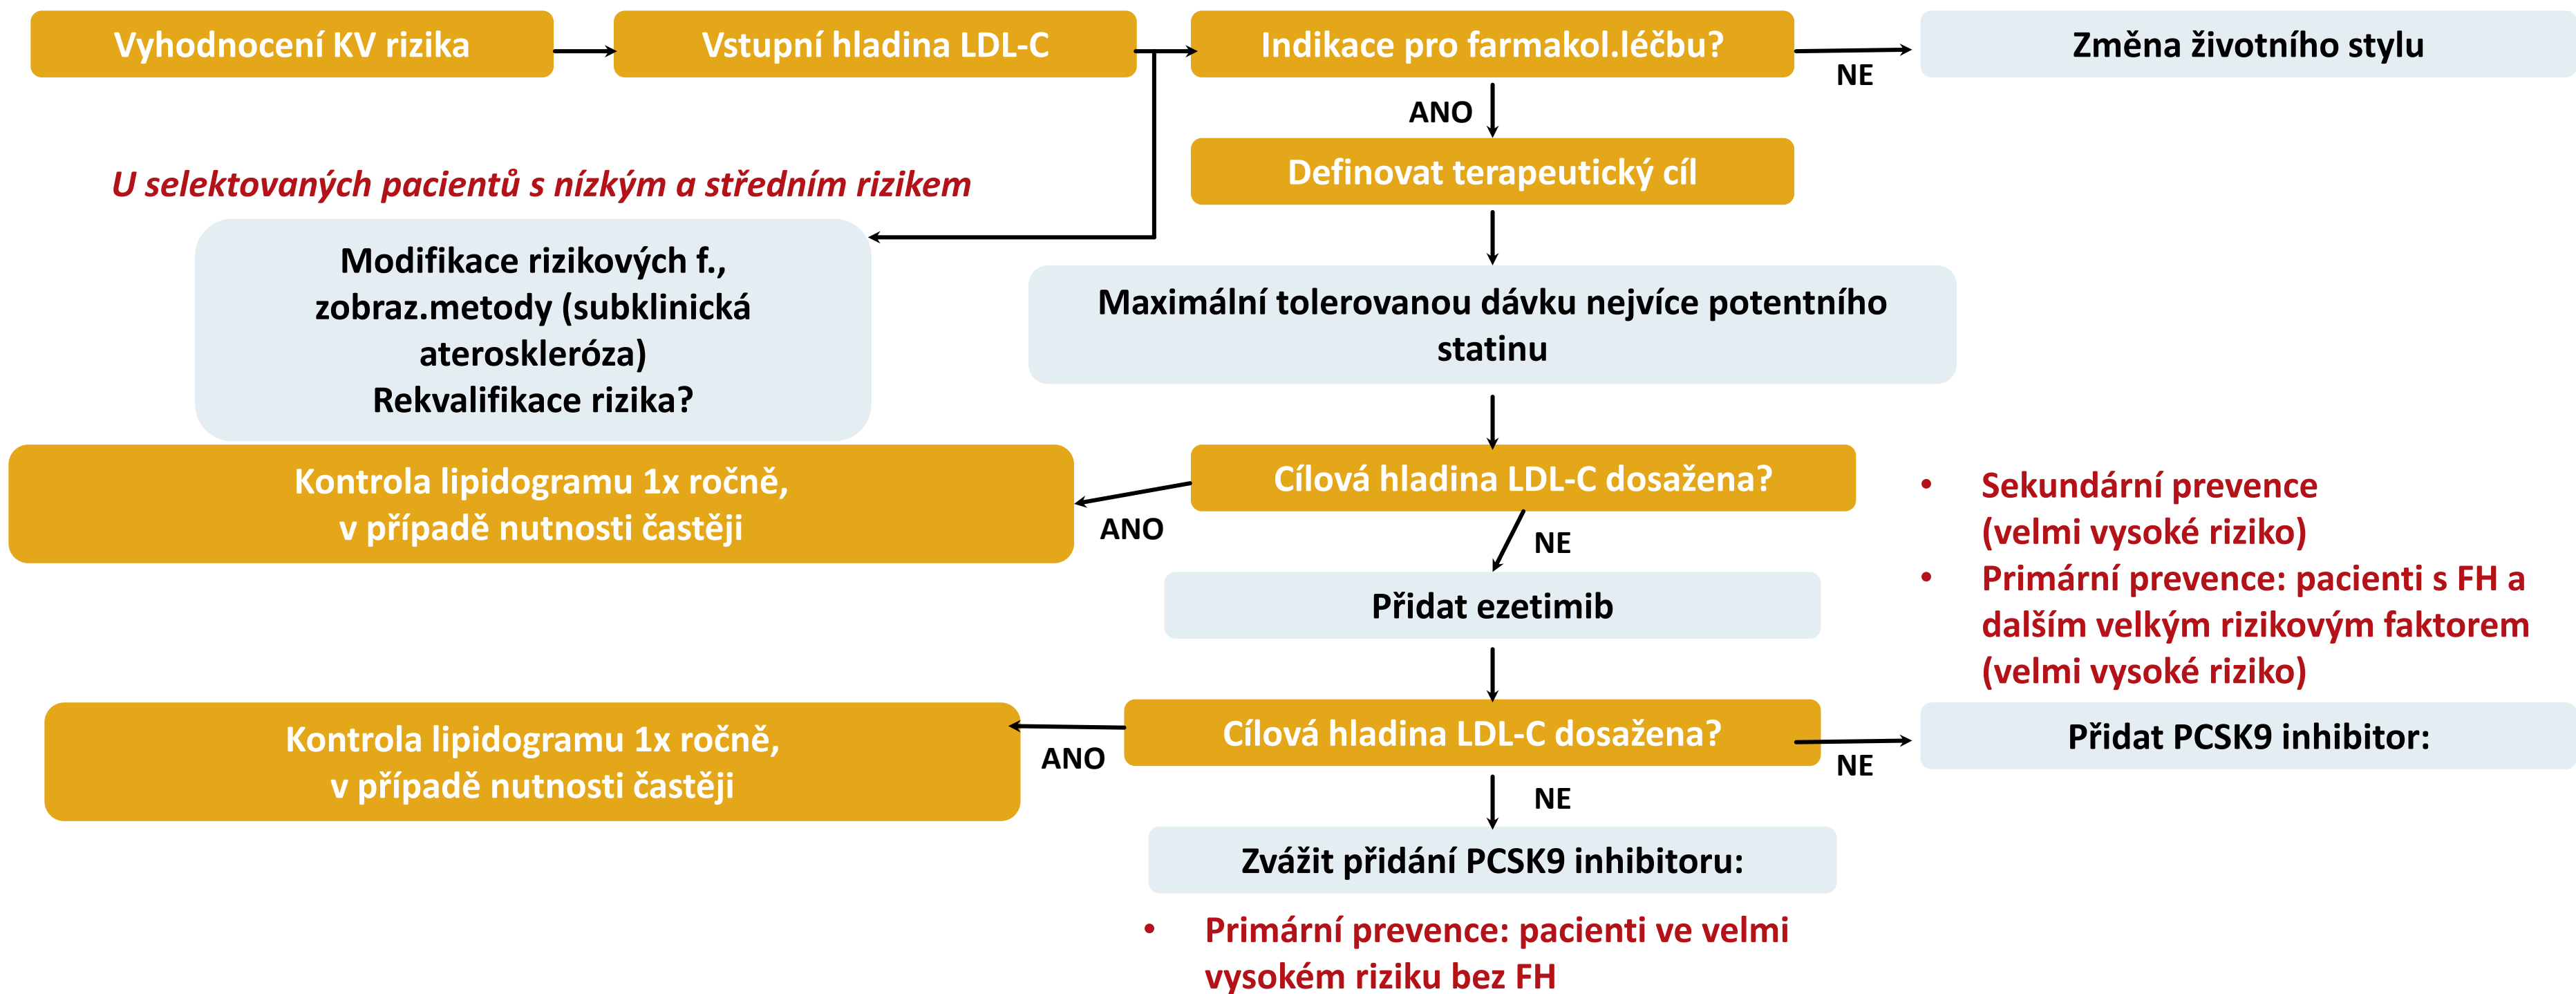 Vyhodnocení KV rizika
Vstupní hladina LDL-C
Indikace pro farmakol.léčbu?
NE
Změna životního stylu
ANO
Definovat terapeutický cíl
U selektovaných pacientů s nízkým a středním rizikem
Modifikace rizikových f.,
zobraz.metody (subklinická
ateroskleróza)
Rekvalifikace rizika?
Maximální tolerovanou dávku nejvíce potentního
statinu
Kontrola lipidogramu 1x ročně,
v případě nutnosti častěji
ANO
Cílová hladina LDL-C dosažena?
NE
• Sekundární prevence
(velmi vysoké riziko)
• Primární prevence: pacienti s FH a
dalším velkým rizikovým faktorem
(velmi vysoké riziko)
Přidat ezetimib
Kontrola lipidogramu 1x ročně,
v případě nutnosti častěji
ANO
Cílová hladina LDL-C dosažena?
NE
Přidat PCSK9 inhibitor:
NE
Zvážit přidání PCSK9 inhibitoru:
• Primární prevence: pacienti ve velmi
vysokém riziku bez FH